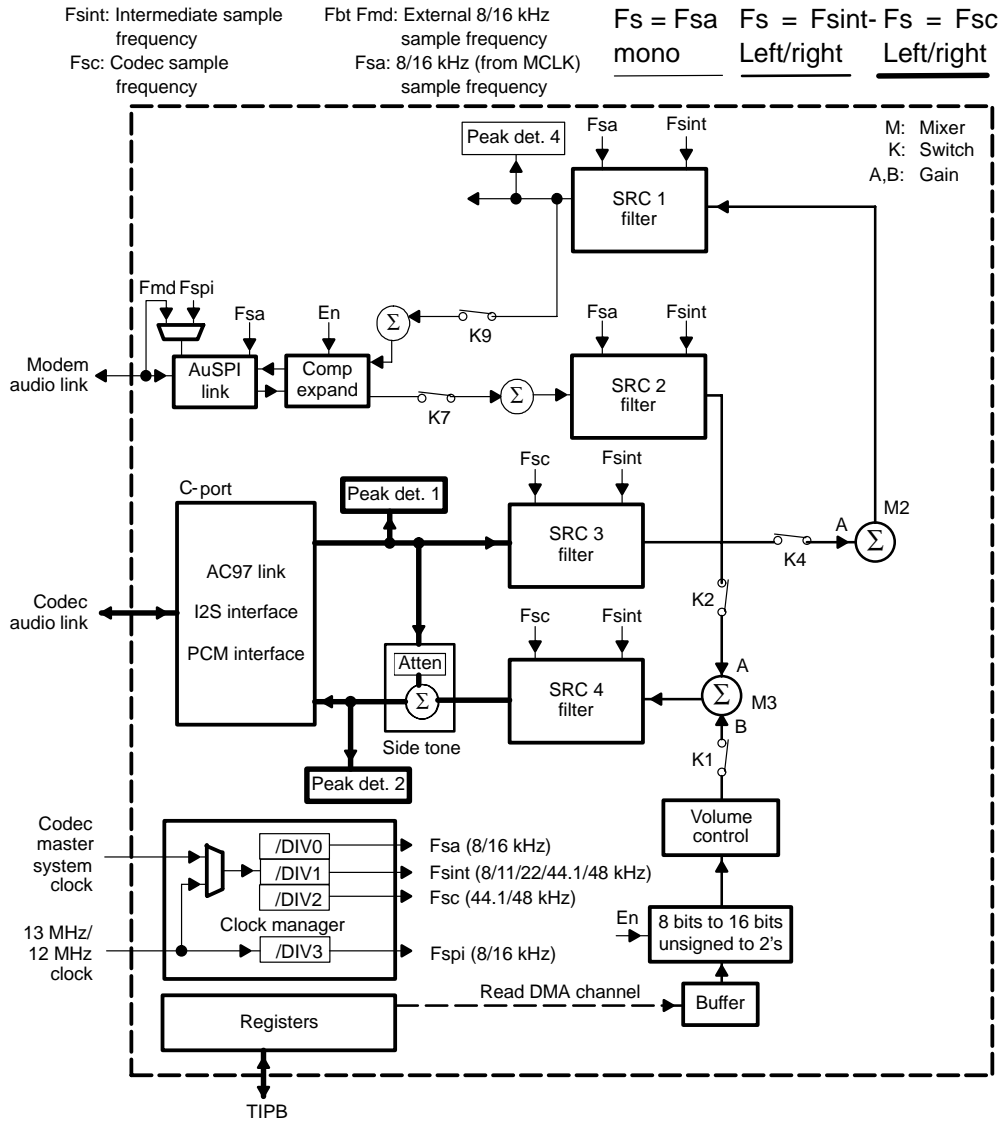 Fsint: Intermediate sample
frequency
Fsc: Codec sample
frequency
Fbt Fmd: External 8/16 kHz
sample frequency
Fsa: 8/16 kHz (from MCLK)
sample frequency
Fs = Fsa
mono
Fs = Fsint-
Left/right
Fs = Fsc
Left/right
M: Mixer
K: Switch
A,B: Gain
Peak det. 4
Fsa
Fsint
SRC 1
filter
Fmd Fspi
Fsa
En
Σ
K9
Fsa
Fsint
Modem
audio link
AuSPI
link
Comp
expand
K7
Σ
SRC 2
filter
C-port
Peak det. 1
Fsc
Fsint
SRC 3
filter
K4
A
M2
Σ
AC97 link
I2S interface
PCM interface
Codec
audio link
K2
Fsc
Fsint
Atten
Σ
Side tone
SRC 4
filter
A
Σ
M3
B
K1
Peak det. 2
Volume
control
Codec
master
system
clock
/DIV0
Fsa (8/16 kHz)
/DIV1
Fsint (8/11/22/44.1/48 kHz)
/DIV2
Fsc (44.1/48 kHz)
Clock manager
13 MHz/
12 MHz
clock
/DIV3
Fspi (8/16 kHz)
En
8 bits to 16 bits
unsigned to 2's
Read DMA channel
Buffer
Registers
TIPB